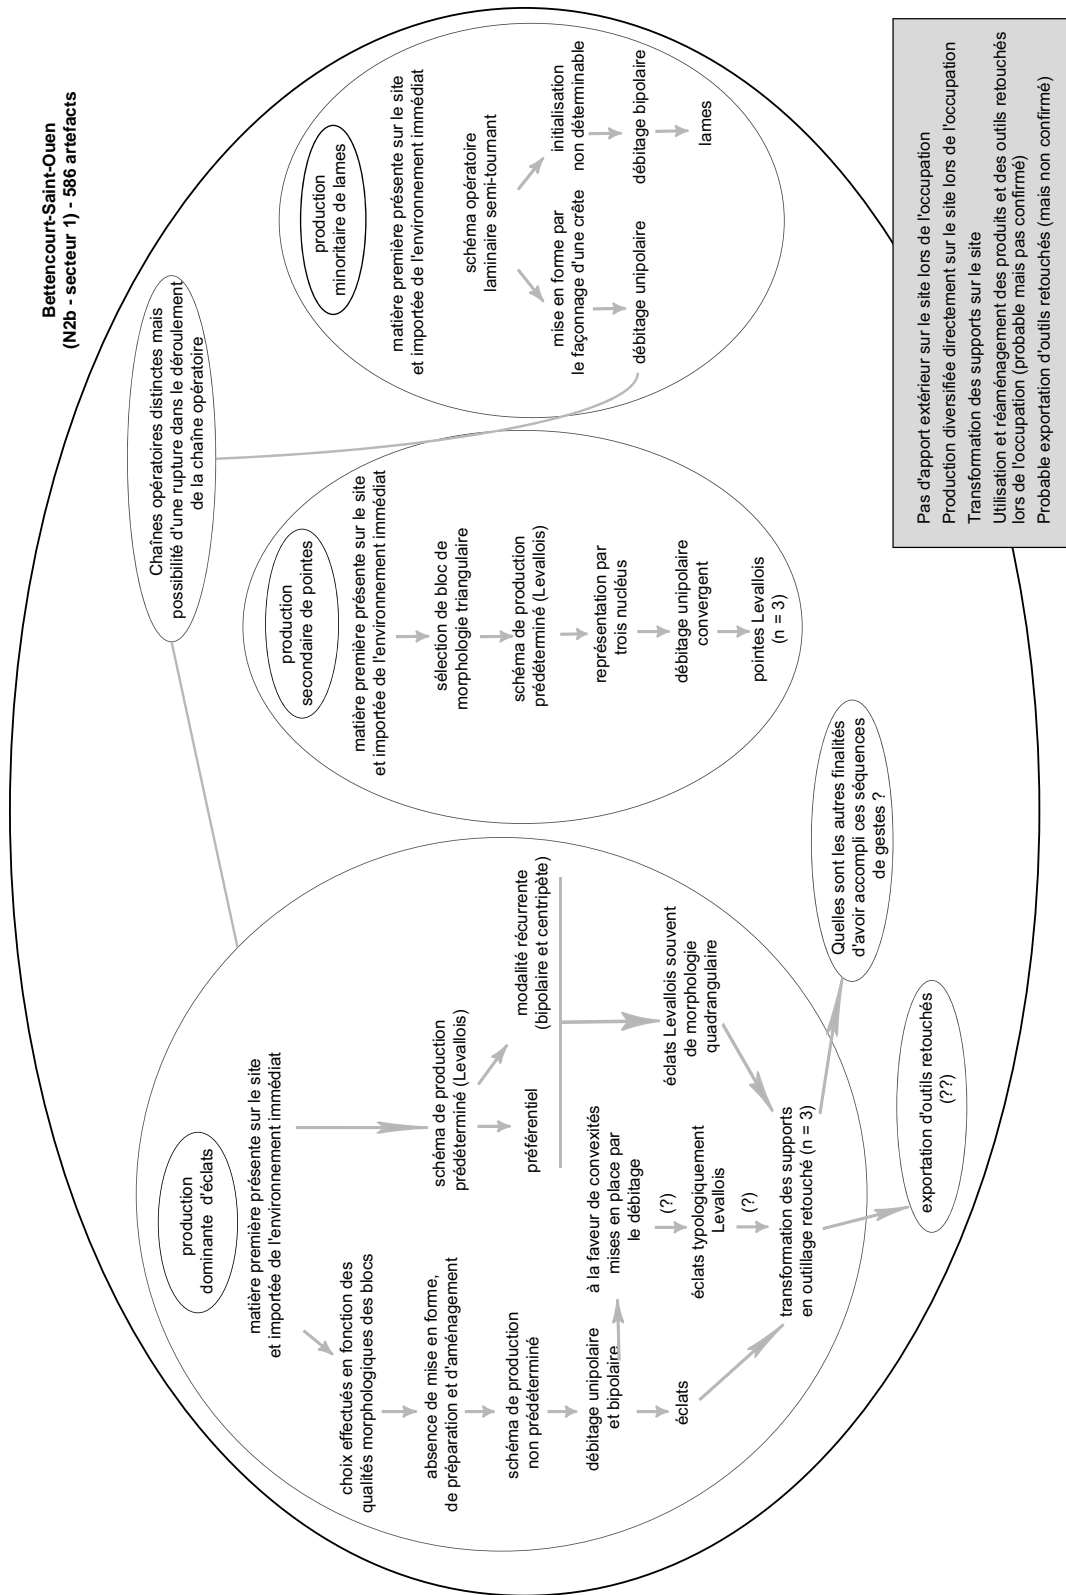 Bettencourt-Saint-Ouen
(N2b - secteur 1) - 586 artefacts
Chaînes opératoires distinctes mais
possibilité d'une rupture dans le déroulement
de la chaîne opératoire
production
dominante d'éclats
matière première présente sur le site
et importée de l'environnement immédiat
choix effectués en fonction des
qualités morphologiques des blocs
absence de mise en forme,
de préparation et d'aménagement
schéma de production
non prédéterminé
débitage unipolaire
et bipolaire
éclats
à la faveur de convexités
mises en place par
le débitage
(?)
éclats typologiquement
Levallois
(?)
schéma de production
prédéterminé (Levallois)
préférentiel
modalité récurrente
(bipolaire et centripète)
éclats Levallois souvent
de morphologie
quadrangulaire
transformation des supports
en outillage retouché (n = 3)
exportation d'outils retouchés
(??)
Quelles sont les autres finalités
d'avoir accompli ces séquences
de gestes ?
production
secondaire de pointes
matière première présente sur le site
et importée de l'environnement immédiat
sélection de bloc de
morphologie triangulaire
schéma de production
prédéterminé (Levallois)
représentation par
trois nucléus
débitage unipolaire
convergent
pointes Levallois
(n = 3)
production
minoritaire de lames
matière première présente sur le site
et importée de l'environnement immédiat
schéma opératoire
laminaire semi-tournant
mise en forme par
le façonnage d'une crête
débitage unipolaire
initialisation
non déterminable
débitage bipolaire
lames
Pas d'apport extérieur sur le site lors de l'occupation
Production diversifiée directement sur le site lors de l'occupation
Transformation des supports sur le site
Utilisation et réaménagement des produits et des outils retouchés
lors de l'occupation (probable mais pas confirmé)
Probable exportation d'outils retouchés (mais non confirmé)